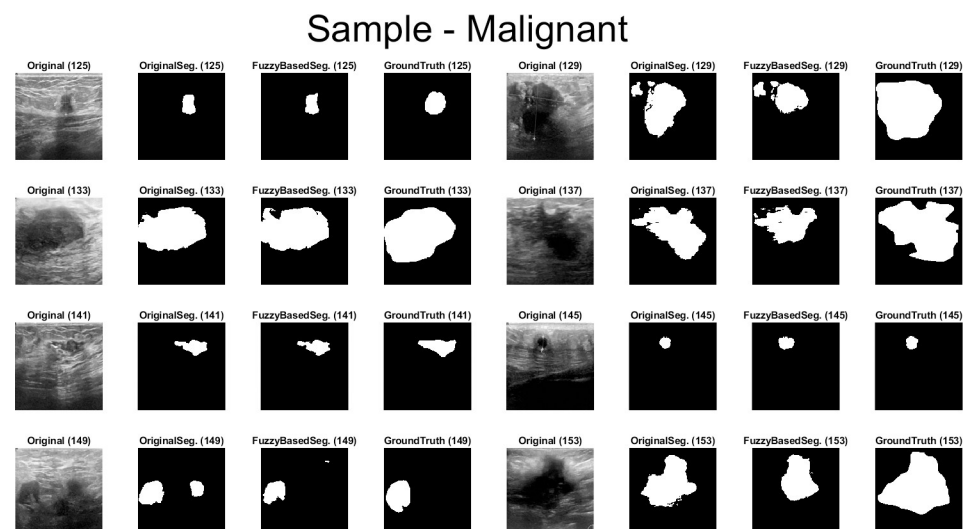 Sample - Malignant
Original (125) OriginalSeg. (125) FuzzyBasedSeg. (125) GroundTruth (125) Original (129) OriginalSeg. (129) FuzzyBasedSeg. (129) GroundTruth (129)
Original (133) OriginalSeg. (133) FuzzyBasedSeg. (133) GroundTruth (133) Original (137) OriginalSeg. (137) FuzzyBasedSeg. (137) GroundTruth (137)
Original (141) OriginalSeg. (141) FuzzyBasedSeg. (141) GroundTruth (141) Original (145) OriginalSeg. (145) FuzzyBasedSeg. (145) GroundTruth (145)
Original (149) OriginalSeg. (149) FuzzyBasedSeg. (149) GroundTruth (149) Original (153) OriginalSeg. (153) FuzzyBasedSeg. (153) GroundTruth (153)